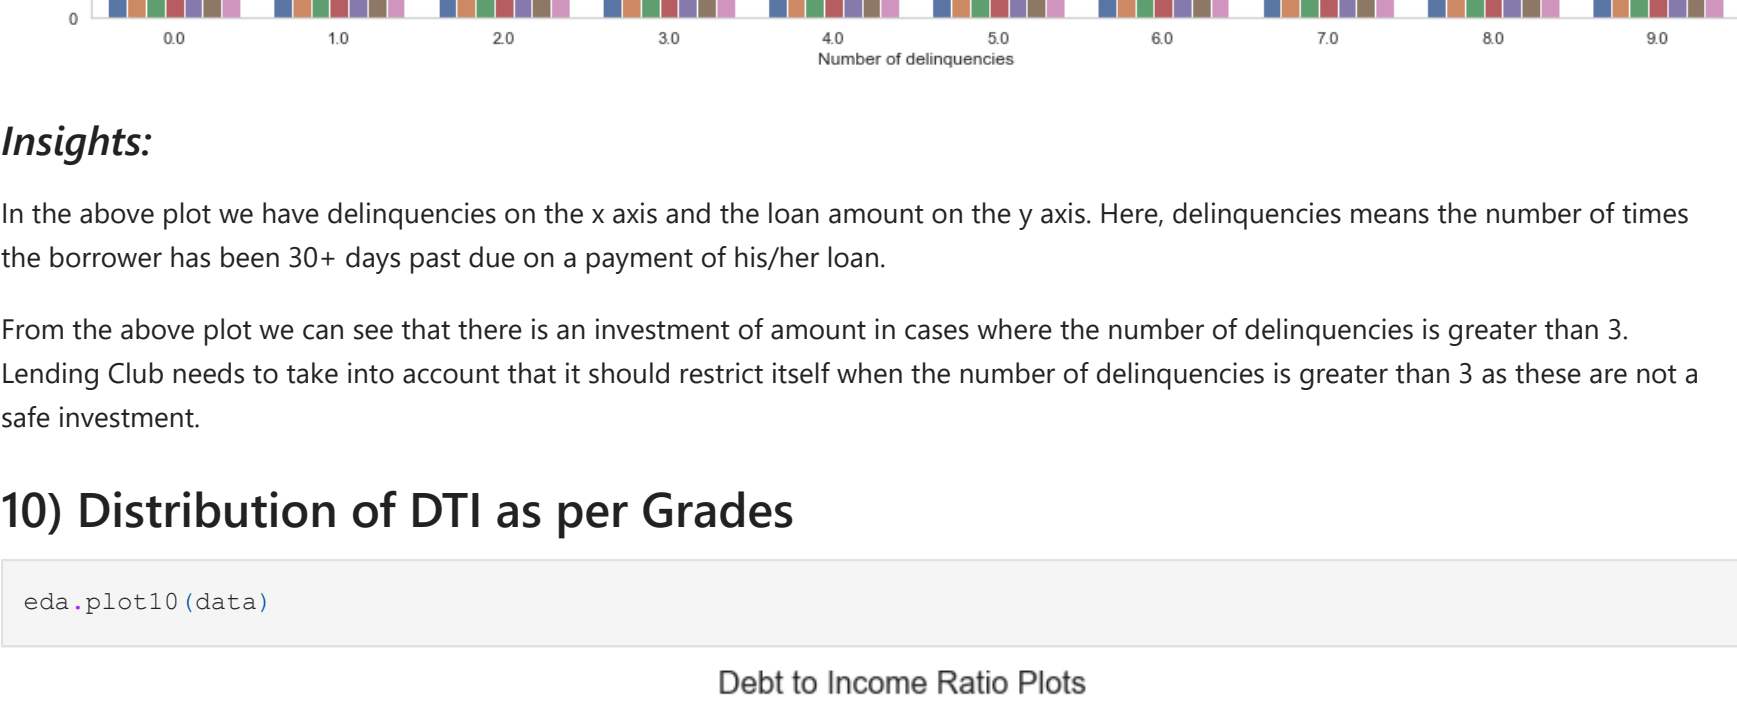 0
0.0 1.0 2.0 3.0 4.0 5.0 6.0 7.0 8.0 9.0
Number of delinquencies
Insights:
In the above plot we have delinquencies on the x axis and the loan amount on the y axis. Here, delinquencies means the number of times
the borrower has been 30+ days past due on a payment of his/her loan.
From the above plot we can see that there is an investment of amount in cases where the number of delinquencies is greater than 3.
Lending Club needs to take into account that it should restrict itself when the number of delinquencies is greater than 3 as these are not a
safe investment.
10) Distribution of DTI as per Grades
eda.plot10(data)
Debt to Income Ratio Plots